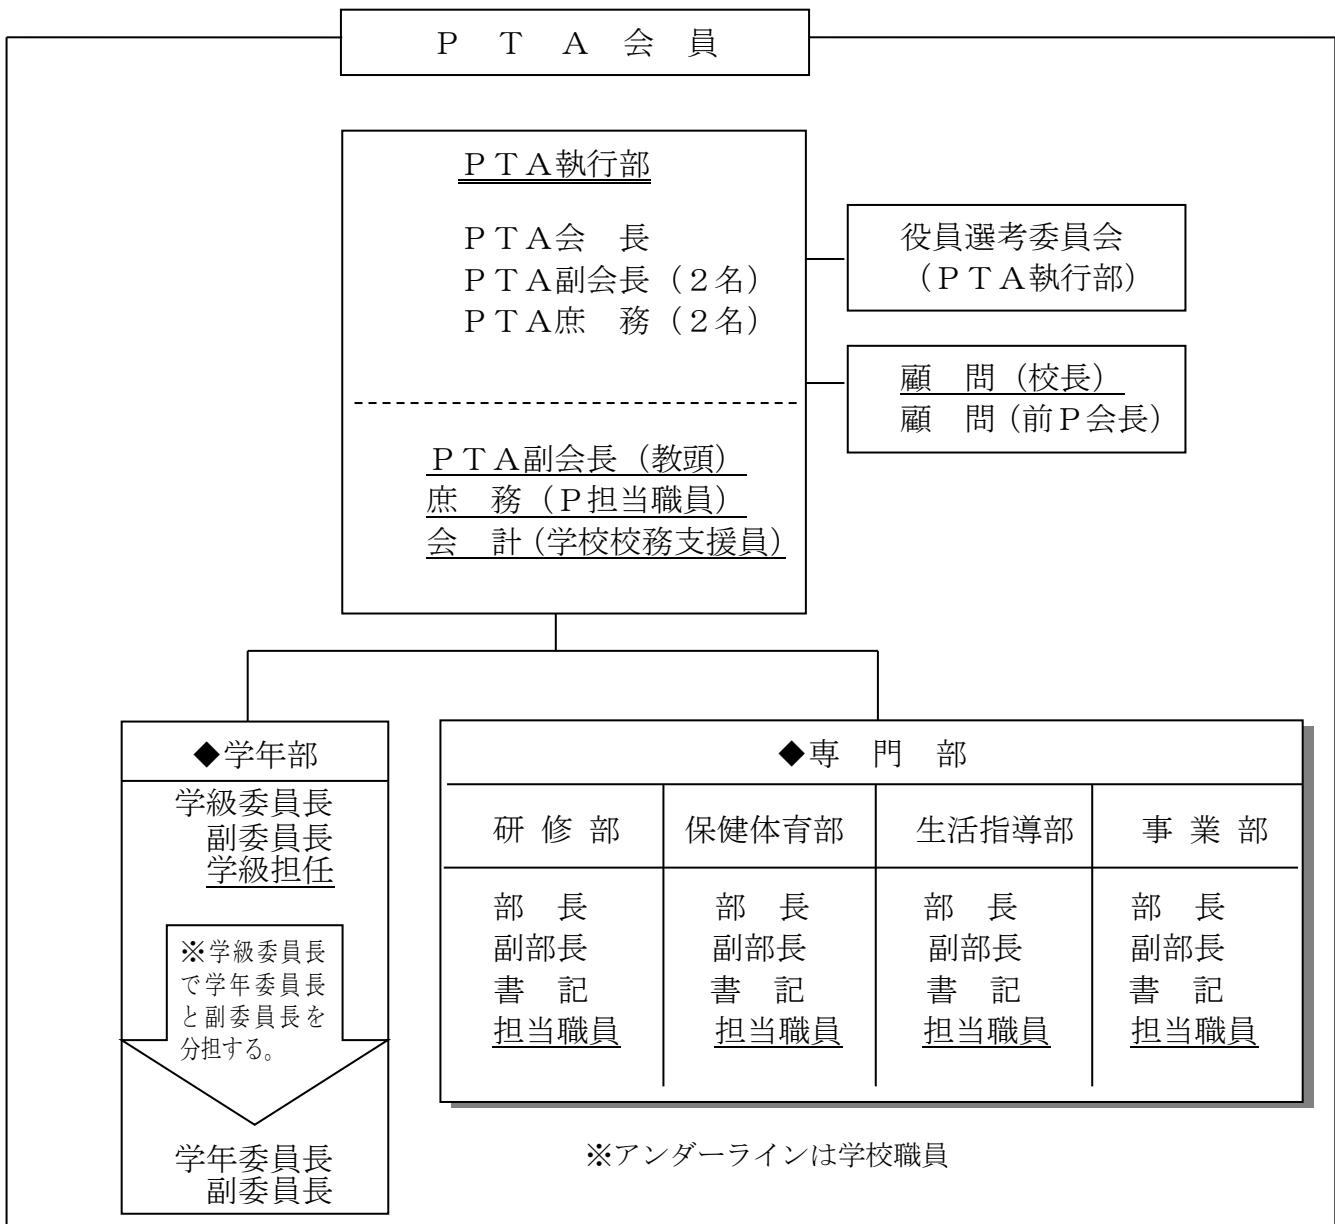 ＰＴＡ会員
ＰＴＡ執行部
ＰＴＡ会　長
ＰＴＡ副会長（２名）
ＰＴＡ庶　務（２名）
役員選考委員会
（ＰＴＡ執行部）
顧　問（校長）
顧　問（前Ｐ会長）
ＰＴＡ副会長（教頭）
庶　務（Ｐ担当職員）
会　計（学校校務支援員）
◆学年部
学級委員長
副委員長
学級担任
※学級委員長
で学年委員長
と副委員長を
分担する。
学年委員長
副委員長
◆専　門　部
研 修 部
保健体育部
生活指導部
事 業 部
部　長
副部長
書　記
担当職員
部　長
副部長
書　記
担当職員
部　長
副部長
書　記
担当職員
部　長
副部長
書　記
担当職員
※アンダーラインは学校職員